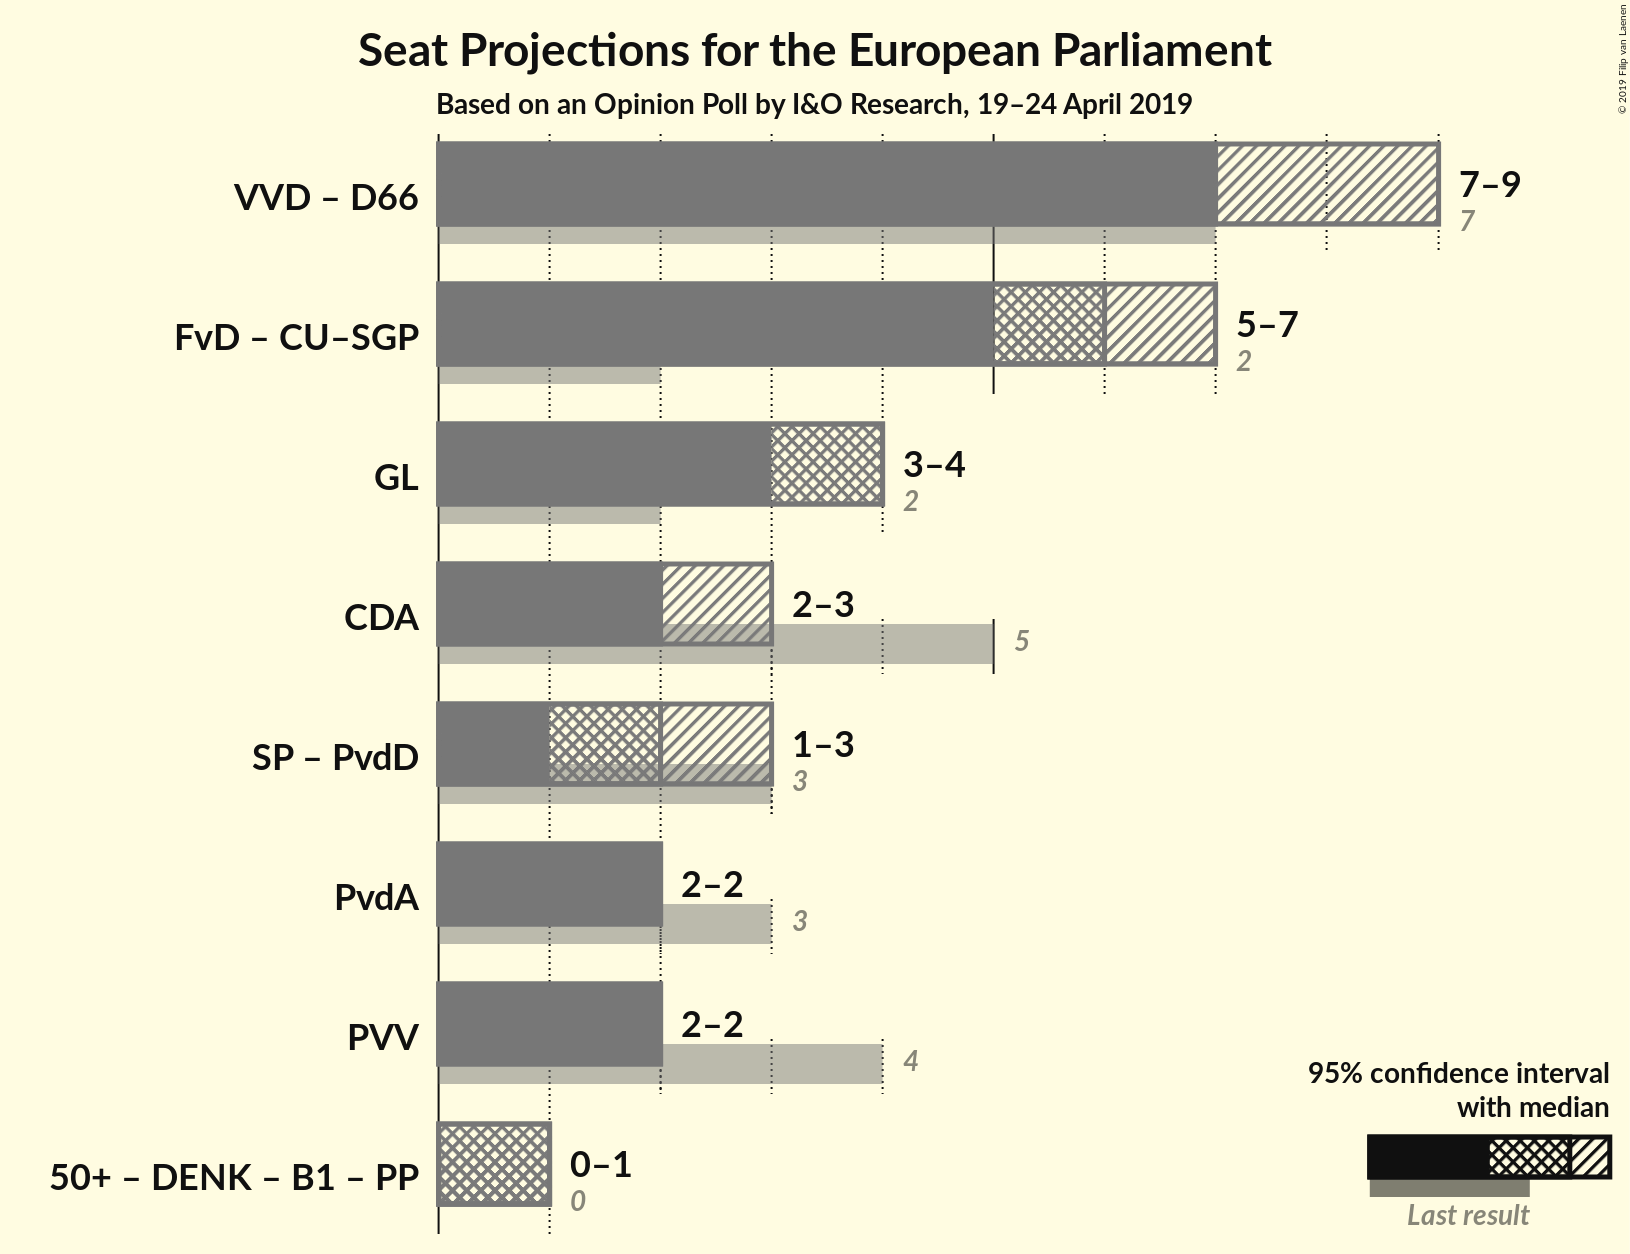 Seat Projections for the European Parliament
Based on an Opinion Poll by I&O Research, 19–24 April 2019
© 2019 Filip van Laenen
VVD – D66
7–9
7
FvD – CU–SGP
5–7
2
GL
3–4
2
CDA
2–3
5
SP – PvdD
1–3
3
PvdA
2–2
3
PVV
2–2
4
50+ – DENK – B1 – PP
0–1
0
95% confidence interval
with median
Last result